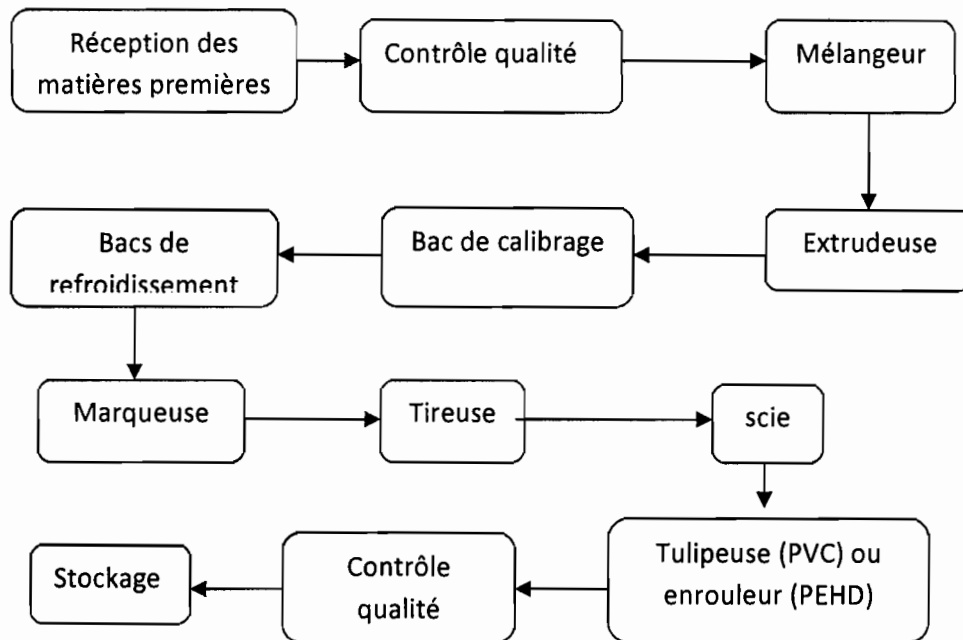 Réception des
matières premières
Contrôle qualité
Mélangeur
Extrudeuse
Bac de calibrage
Bacs de
refroidissement
Marqueuse
Tireuse
scie
Tulipeuse (PVC) ou
enrouleur (PEHD)
Contrôle
qualité
Stockage